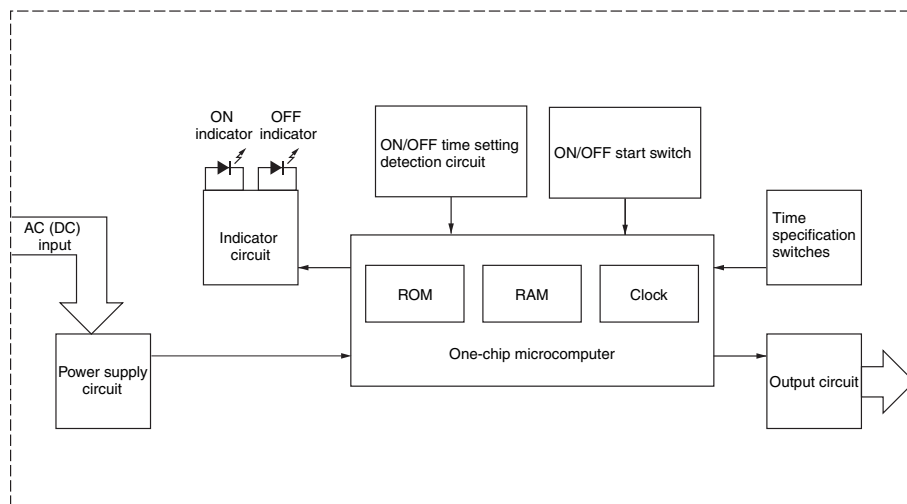 ON
indicator
OFF
indicator
ON/OFF time setting
detection circuit
ON/OFF start switch
AC (DC)
input
Indicator
circuit
Time
specification
switches
ROM
RAM
Clock
One-chip microcomputer
Power supply
circuit
Output circuit